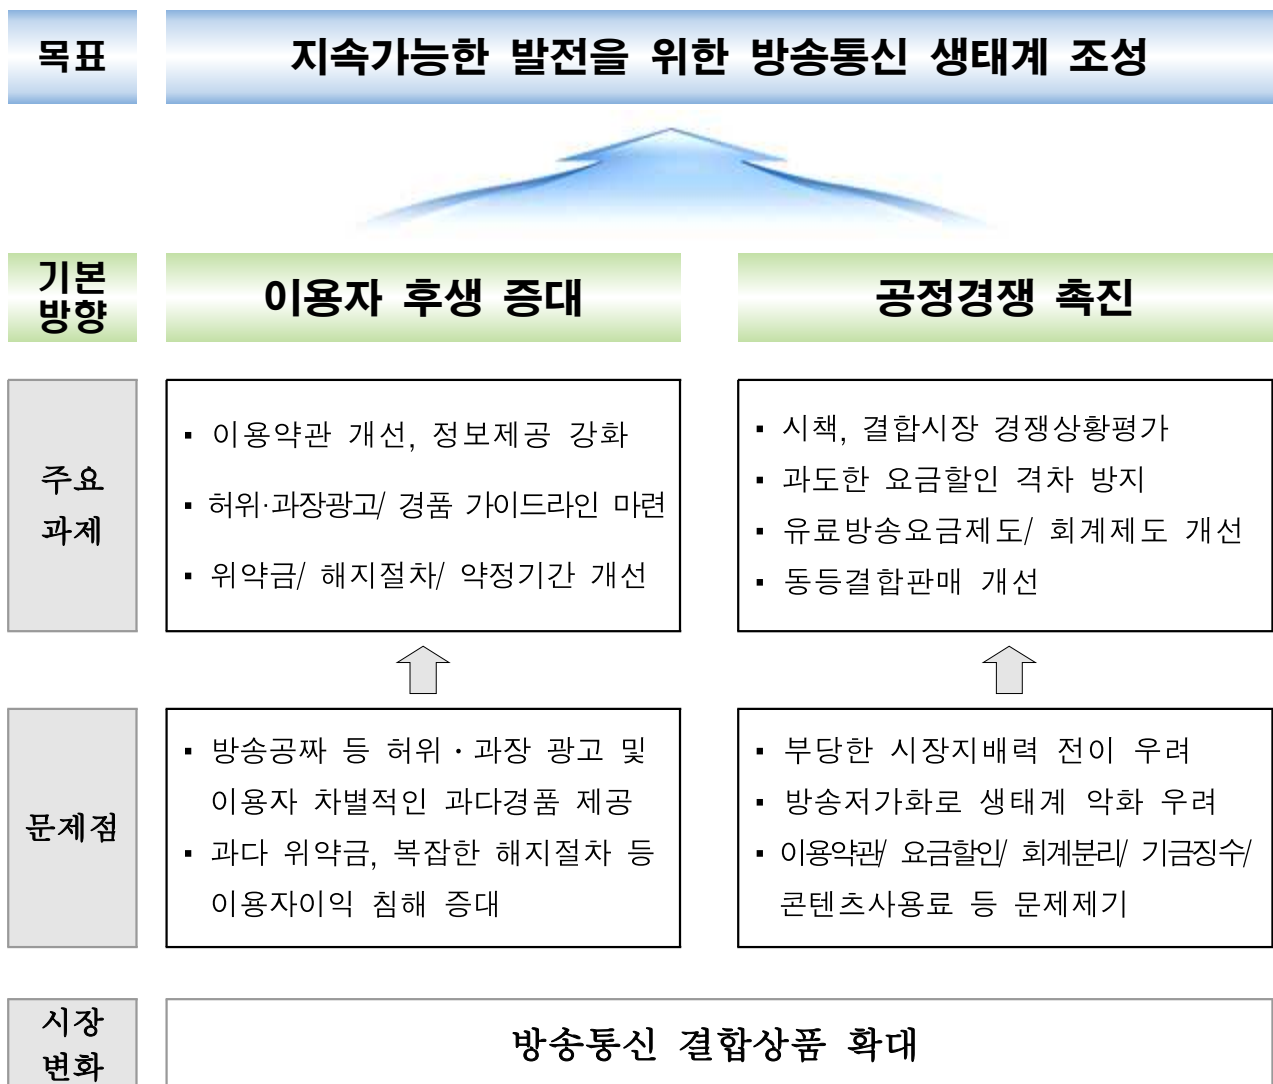 목표
지속가능한 발전을 위한 방송통신 생태계 조성
기본
방향
이용자 후생 증대
공정경쟁 촉진
주요
과제
▪ 이용약관 개선, 정보제공 강화
▪ 허위·과장광고/ 경품 가이드라인 마련
▪ 위약금/ 해지절차/ 약정기간 개선
▪ 시책, 결합시장 경쟁상황평가
▪ 과도한 요금할인 격차 방지
▪ 유료방송요금제도/ 회계제도 개선
▪ 동등결합판매 개선
문제점
▪ 방송공짜 등 허위·과장 광고 및
이용자 차별적인 과다경품 제공
▪ 과다 위약금, 복잡한 해지절차 등
이용자이익 침해 증대
▪ 부당한 시장지배력 전이 우려
▪ 방송저가화로 생태계 악화 우려
▪ 이용약관/ 요금할인/ 회계분리/ 기금징수/
콘텐츠사용료 등 문제제기
시장
변화
방송통신 결합상품 확대